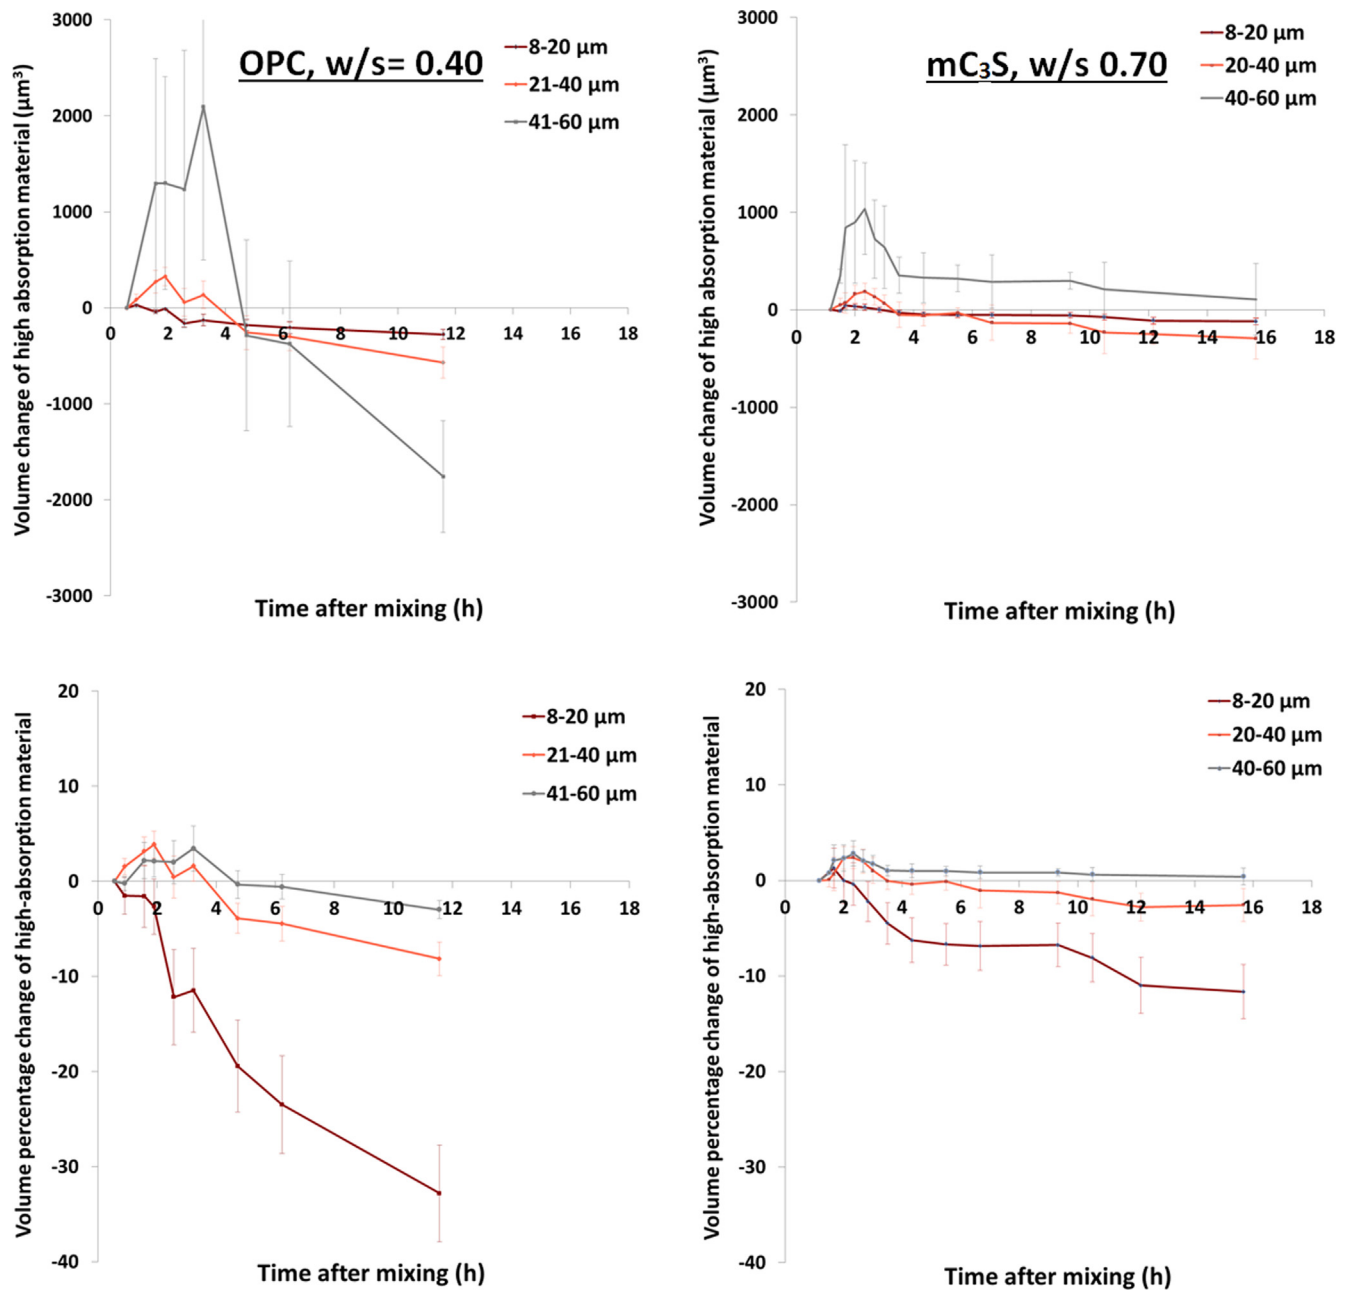 OPC, w/s= 0.40
8-20 µm
21-40 µm
41-60 µm
Volume change of high absorption material (µm³)
3000
2000
1000
0
-1000
-2000
-3000
0 2 4 6 8 10 12 14 16 18
Time after mixing (h)
mC₃S, w/s 0.70
8-20 µm
20-40 µm
40-60 µm
Volume change of high absorption material (µm³)
3000
2000
1000
0
-1000
-2000
-3000
2 4 6 8 10 12 14 16 18
Time after mixing (h)
8-20 µm
21-40 µm
41-60 µm
Volume percentage change of high-absorption material
20
10
0
-10
-20
-30
-40
0 2 4 6 8 10 12 14 16 18
Time after mixing (h)
8-20 µm
20-40 µm
40-60 µm
Volume percentage change of high-absorption material
20
10
0
-10
-20
-30
-40
0 2 4 6 8 10 12 14 16 18
Time after mixing (h)